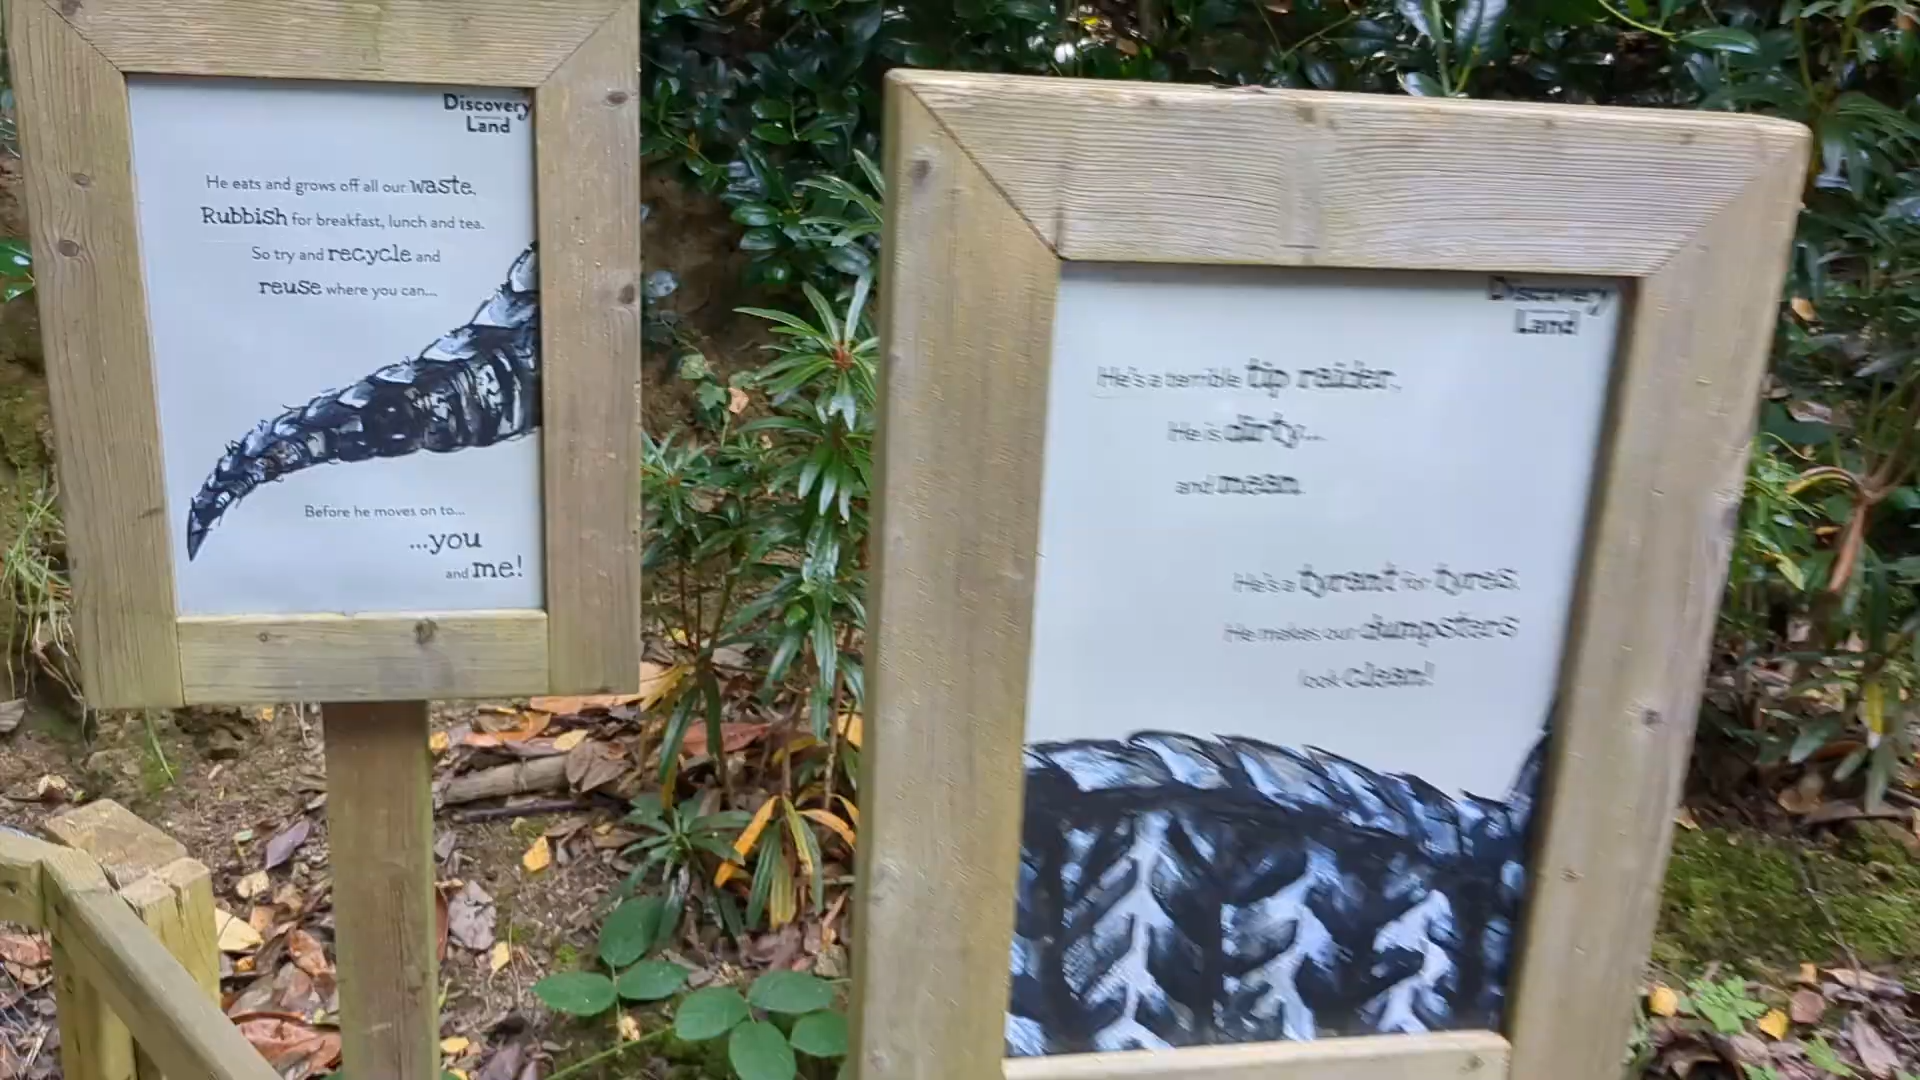 Discovery
Land
He eats and grows off all our waste.
Rubbish for breakfast, lunch and tea.
So try and recycle and
reuse where you can...
Before he moves on to...
...you
and me!
Discovery
Land
He's a terrible tip raider.
He is dirty...
and mean.
He's a tyrant for tyres.
He makes our dumpsters
look clean!